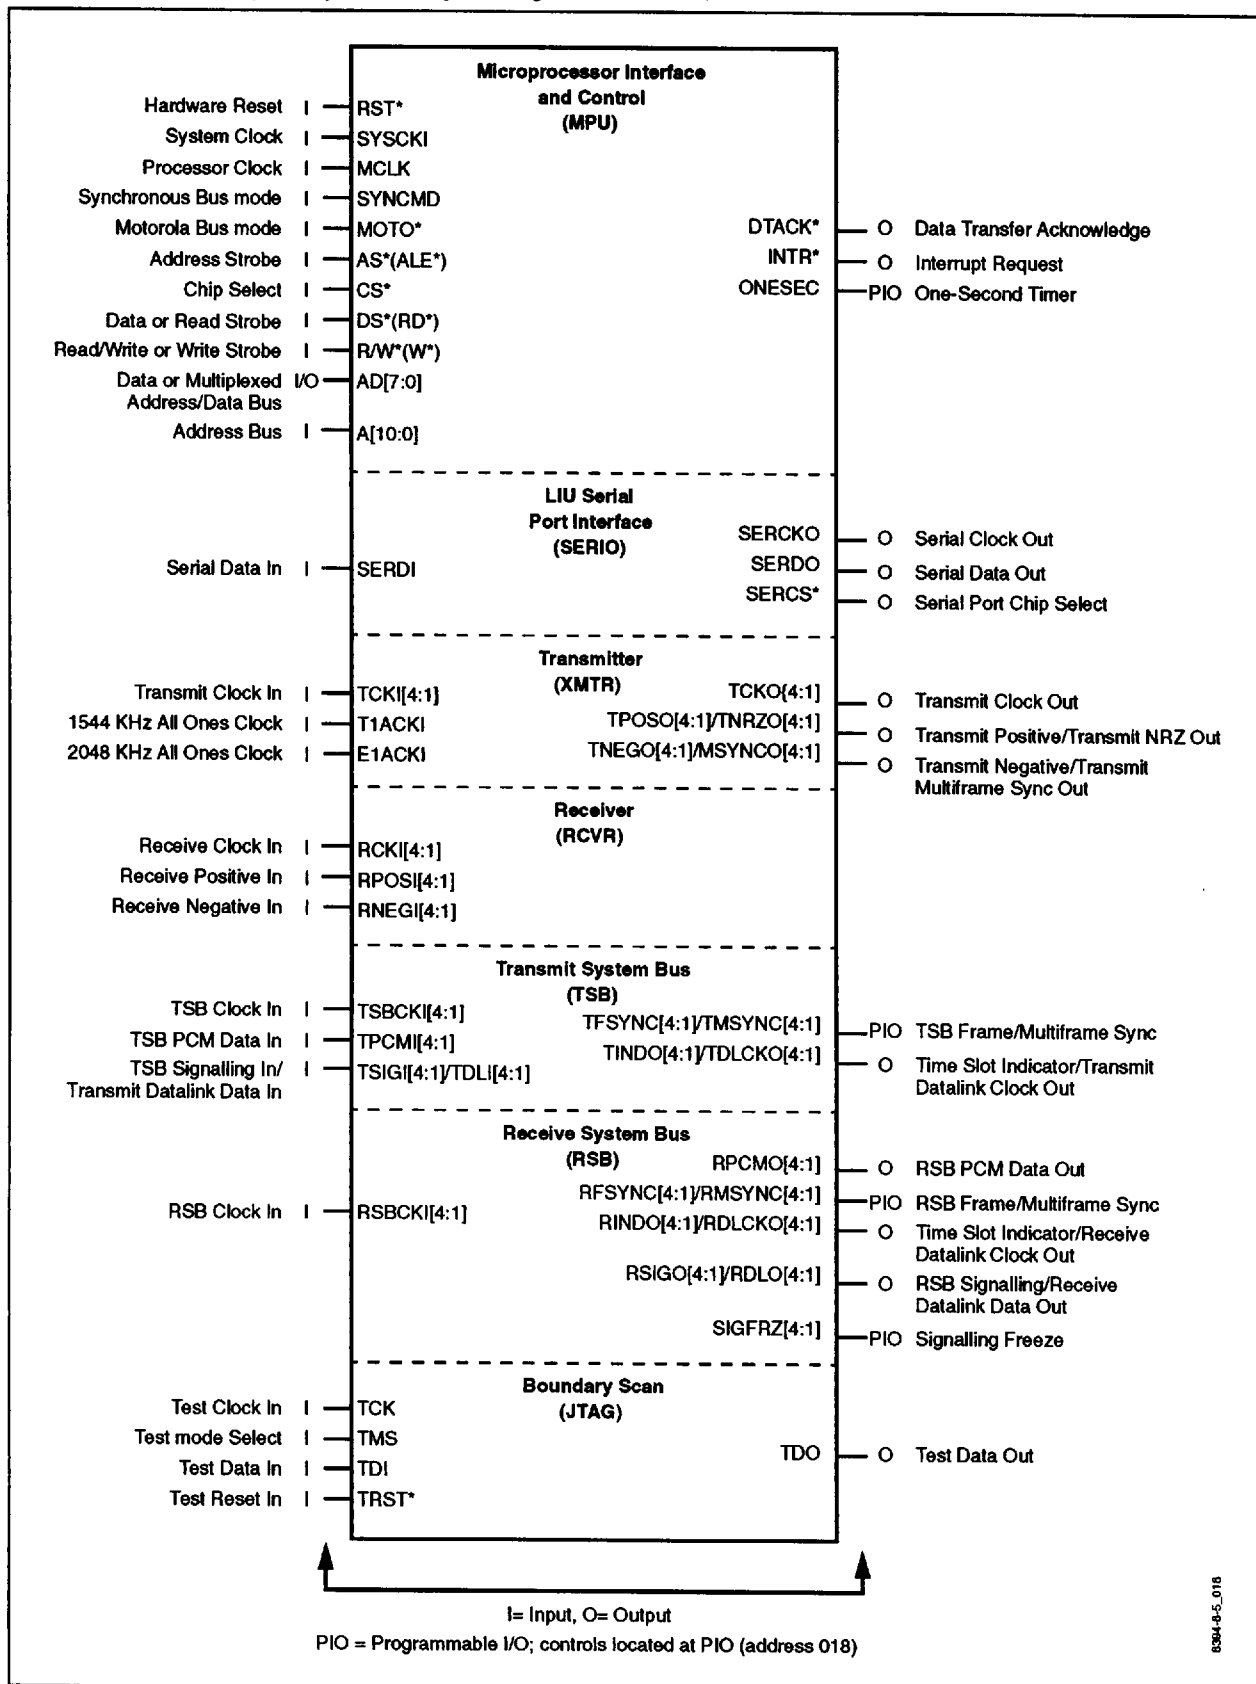 Microprocessor Interface
and Control
(MPU)
Hardware Reset I RST*
System Clock I SYSCKI
Processor Clock I MCLK
Synchronous Bus mode I SYNCMD
Motorola Bus mode I MOTO*
DTACK* O Data Transfer Acknowledge
Address Strobe I AS*(ALE*)
INTR* O Interrupt Request
Chip Select I CS*
ONESEC PIO One-Second Timer
Data or Read Strobe I DS*(RD*)
Read/Write or Write Strobe I R/W*(W*)
Data or Multiplexed I/O AD[7:0]
Address/Data Bus
Address Bus I A[10:0]
LIU Serial
Port Interface
(SERIO)
SERCKO O Serial Clock Out
Serial Data In I SERDI
SERDO O Serial Data Out
SERCS* O Serial Port Chip Select
Transmitter
(XMTR)
Transmit Clock In I TCKI[4:1]
TCKO[4:1] O Transmit Clock Out
1544 KHz All Ones Clock I T1ACKI
TPOSO[4:1]/TNRZO[4:1] O Transmit Positive/Transmit NRZ Out
2048 KHz All Ones Clock I E1ACKI
TNEGO[4:1]/MSYNCO[4:1] O Transmit Negative/Transmit
Multiframe Sync Out
Receiver
(RCVR)
Receive Clock In I RCKI[4:1]
Receive Positive In I RPOSI[4:1]
Receive Negative In I RNEGI[4:1]
Transmit System Bus
(TSB)
TSB Clock In I TSBCKI[4:1]
TFSYNC[4:1]/TMSYNC[4:1] PIO TSB Frame/Multiframe Sync
TSB PCM Data In I TPCMI[4:1]
TINDO[4:1]/TDLCKO[4:1] O Time Slot Indicator/Transmit
Datalink Clock Out
TSB Signalling In/ I TSIGI[4:1]/TDLI[4:1]
Transmit Datalink Data In
Receive System Bus
(RSB)
RPCMO[4:1] O RSB PCM Data Out
RFSYNC[4:1]/RMSYNC[4:1] PIO RSB Frame/Multiframe Sync
RSB Clock In I RSBCKI[4:1]
RINDO[4:1]/RDLCKO[4:1] O Time Slot Indicator/Receive
Datalink Clock Out
RSIGO[4:1]/RDLO[4:1] O RSB Signalling/Receive
Datalink Data Out
SIGFRZ[4:1] PIO Signalling Freeze
Boundary Scan
(JTAG)
Test Clock In I TCK
Test mode Select I TMS
TDO O Test Data Out
Test Data In I TDI
Test Reset In I TRST*
I= Input, O= Output
PIO = Programmable I/O; controls located at PIO (address 018)
8394-8-5_018